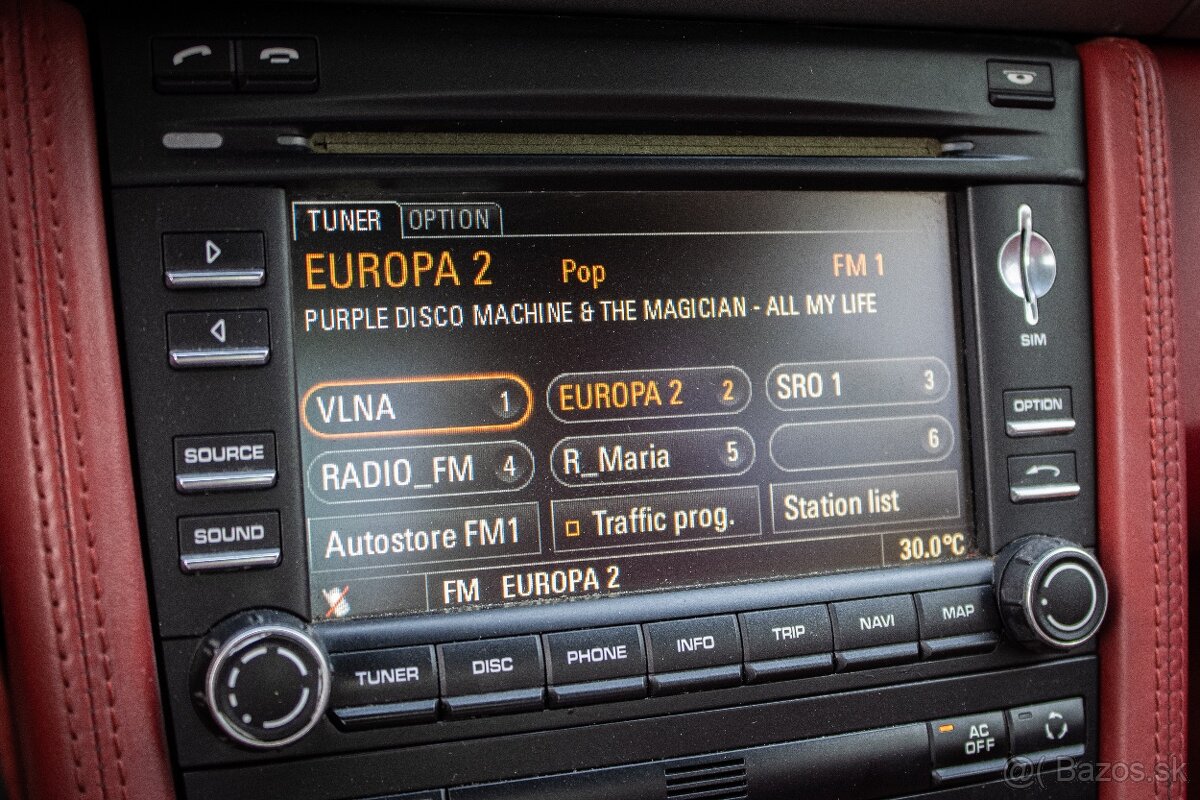 TUNER OPTION
EUROPA 2 Pop FM 1
PURPLE DISCO MACHINE & THE MAGICIAN - ALL MY LIFE
SIM
VLNA 1 EUROPA 2 2 SRO 1 3
OPTION
SOURCE
RADIO_FM 4 R_Maria 5 6
SOUND
Autostore FM1 Traffic prog. Station list
FM EUROPA 2 30.0°C
TUNER DISC PHONE INFO TRIP NAVI MAP
AC
OFF
@( Bazos.sk